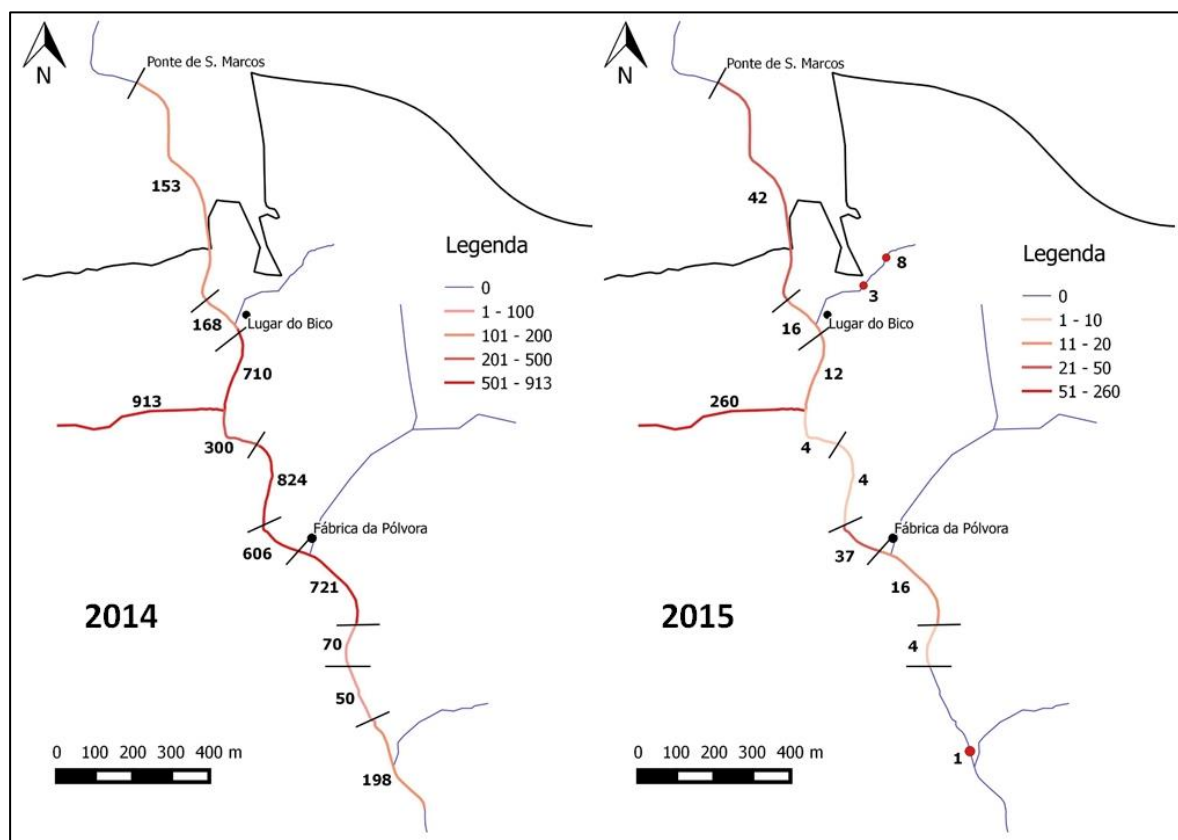 N
Ponte de S. Marcos
153
168
Lugar do Bico
710
913
300
824
Fábrica da Pólvora
606
721
70
50
198
Legenda
0
1 - 100
101 - 200
201 - 500
501 - 913
2014
0 100 200 300 400 m
N
Ponte de S. Marcos
42
8
3
16
Lugar do Bico
12
260
4
4
Fábrica da Pólvora
37
16
4
1
Legenda
0
1 - 10
11 - 20
21 - 50
51 - 260
2015
0 100 200 300 400 m